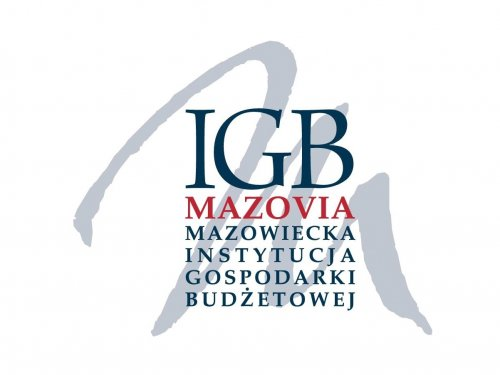 IGB
MAZOVIA
MAZOWIECKA
INSTYTUCJA
GOSPODARKI
BUDŻETOWEJ